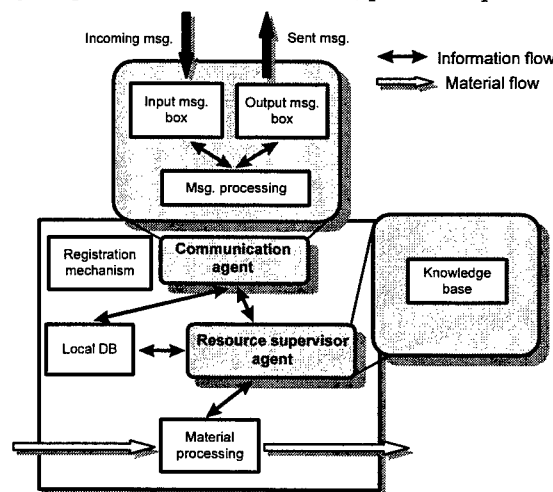 Incoming msg.
Sent msg.
Information flow
Material flow
Input msg.
box
Output msg.
box
Msg. processing
Registration
mechanism
Communication
agent
Knowledge
base
Local DB
Resource supervisor
agent
Material
processing